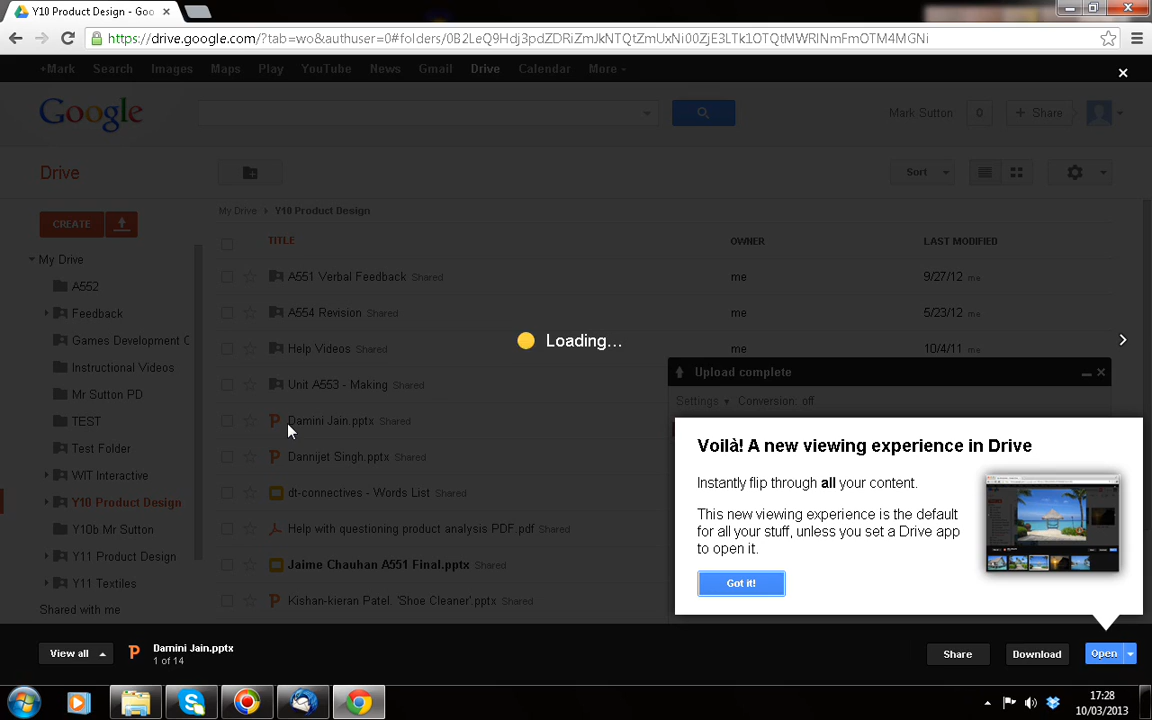 Y10 Product Design - Goo
https://drive.google.com/?tab=wo&authuser=0#folders/0B2LeQ9Hdj3pdZDRiZmJkNTQtZmUxNi00ZjE3LTk1OTQtMWRlNmFmOTM4MGNi
+Mark Search Images Maps Play YouTube News Gmail Drive Calendar More
Google
Mark Sutton 0 + Share
Drive
Sort
CREATE
My Drive
A552
Feedback
Games Development C
Instructional Videos
Mr Sutton PD
TEST
Test Folder
WIT Interactive
Y10 Product Design
Y10b Mr Sutton
Y11 Product Design
Y11 Textiles
Shared with me
My Drive Y10 Product Design
TITLE OWNER LAST MODIFIED
A551 Verbal Feedback Shared me 9/27/12 me
A554 Revision Shared me 5/23/12 me
Help Videos Shared me 10/4/11 me
Unit A553 - Making Shared
Damini Jain.pptx Shared
Dannijet Singh.pptx Shared
dt-connectives - Words List Shared
Help with questioning product analysis PDF.pdf Shared
Jaime Chauhan A551 Final.pptx Shared
Kishan-kieran Patel. 'Shoe Cleaner'.pptx Shared
Loading...
Upload complete
Settings Conversion: off
Voilà! A new viewing experience in Drive
Instantly flip through all your content.
This new viewing experience is the default
for all your stuff, unless you set a Drive app
to open it.
Got it!
View all
Damini Jain.pptx
1 of 14
Share Download Open
17:28
10/03/2013